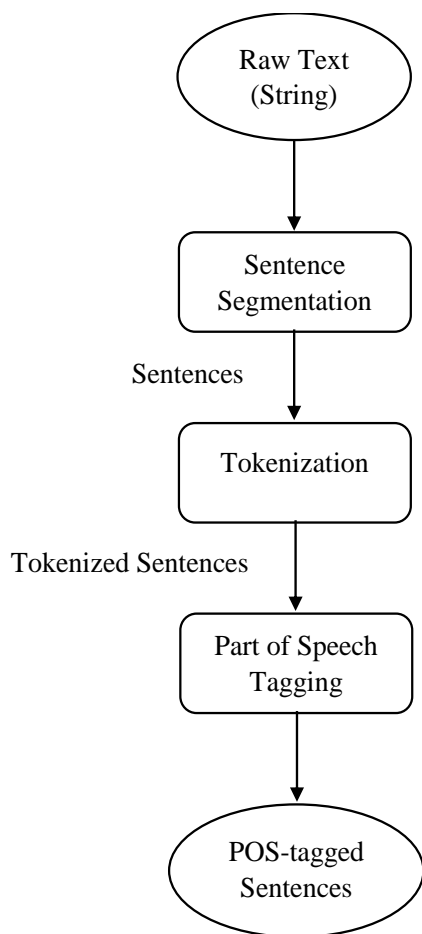 Raw Text
(String)
Sentence
Segmentation
Sentences
Tokenization
Tokenized Sentences
Part of Speech
Tagging
POS-tagged
Sentences